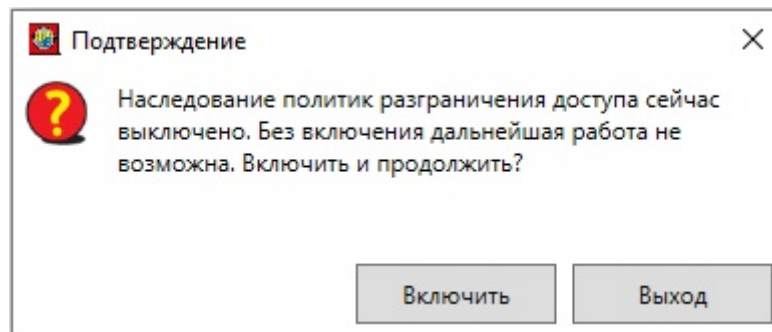 Подтверждение
Наследование политик разграничения доступа сейчас
выключено. Без включения дальнейшая работа не
возможна. Включить и продолжить?
Включить
Выход